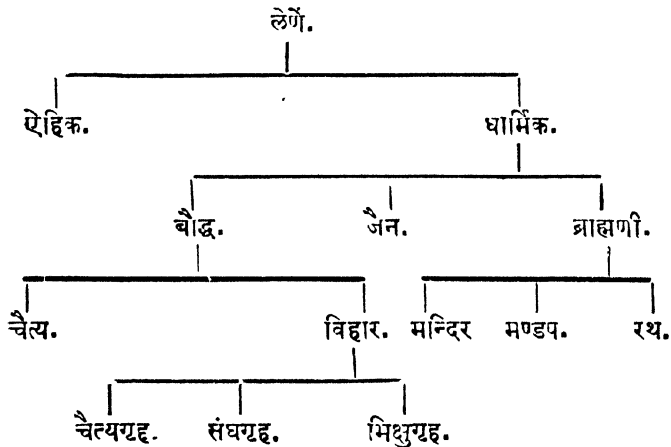 लेणें.
ऐहिक. धार्मिक.
बौद्ध. जैन. ब्राह्मणी.
चैत्य. विहार. मन्दिर मण्डप. रथ.
चैत्यगृह. संघगृह. भिक्षुगृह.